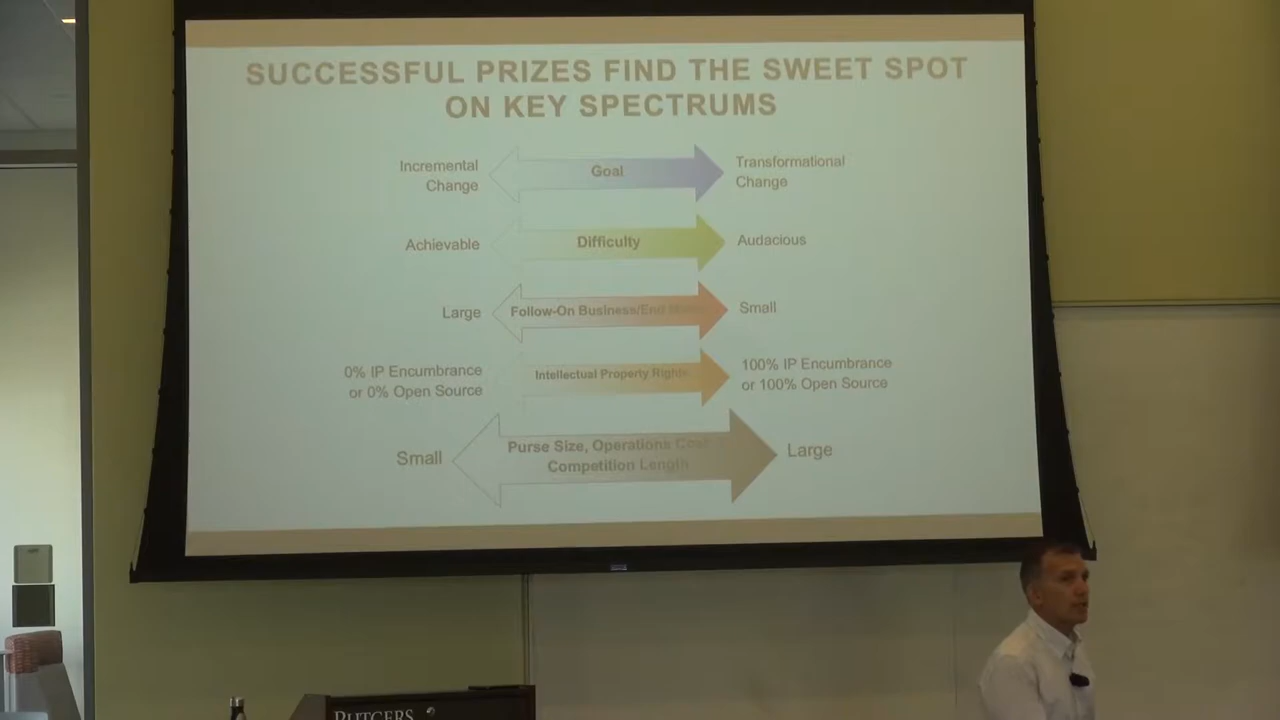 SUCCESSFUL PRIZES FIND THE SWEET SPOT
ON KEY SPECTRUMS
Incremental
Change
Goal
Transformational
Change
Achievable
Difficulty
Audacious
Large
Follow-On Business/End
Small
0% IP Encumbrance
or 0% Open Source
Intellectual Property Rights
100% IP Encumbrance
or 100% Open Source
Small
Purse Size, Operations Cost
Competition Length
Large
RUTGERS